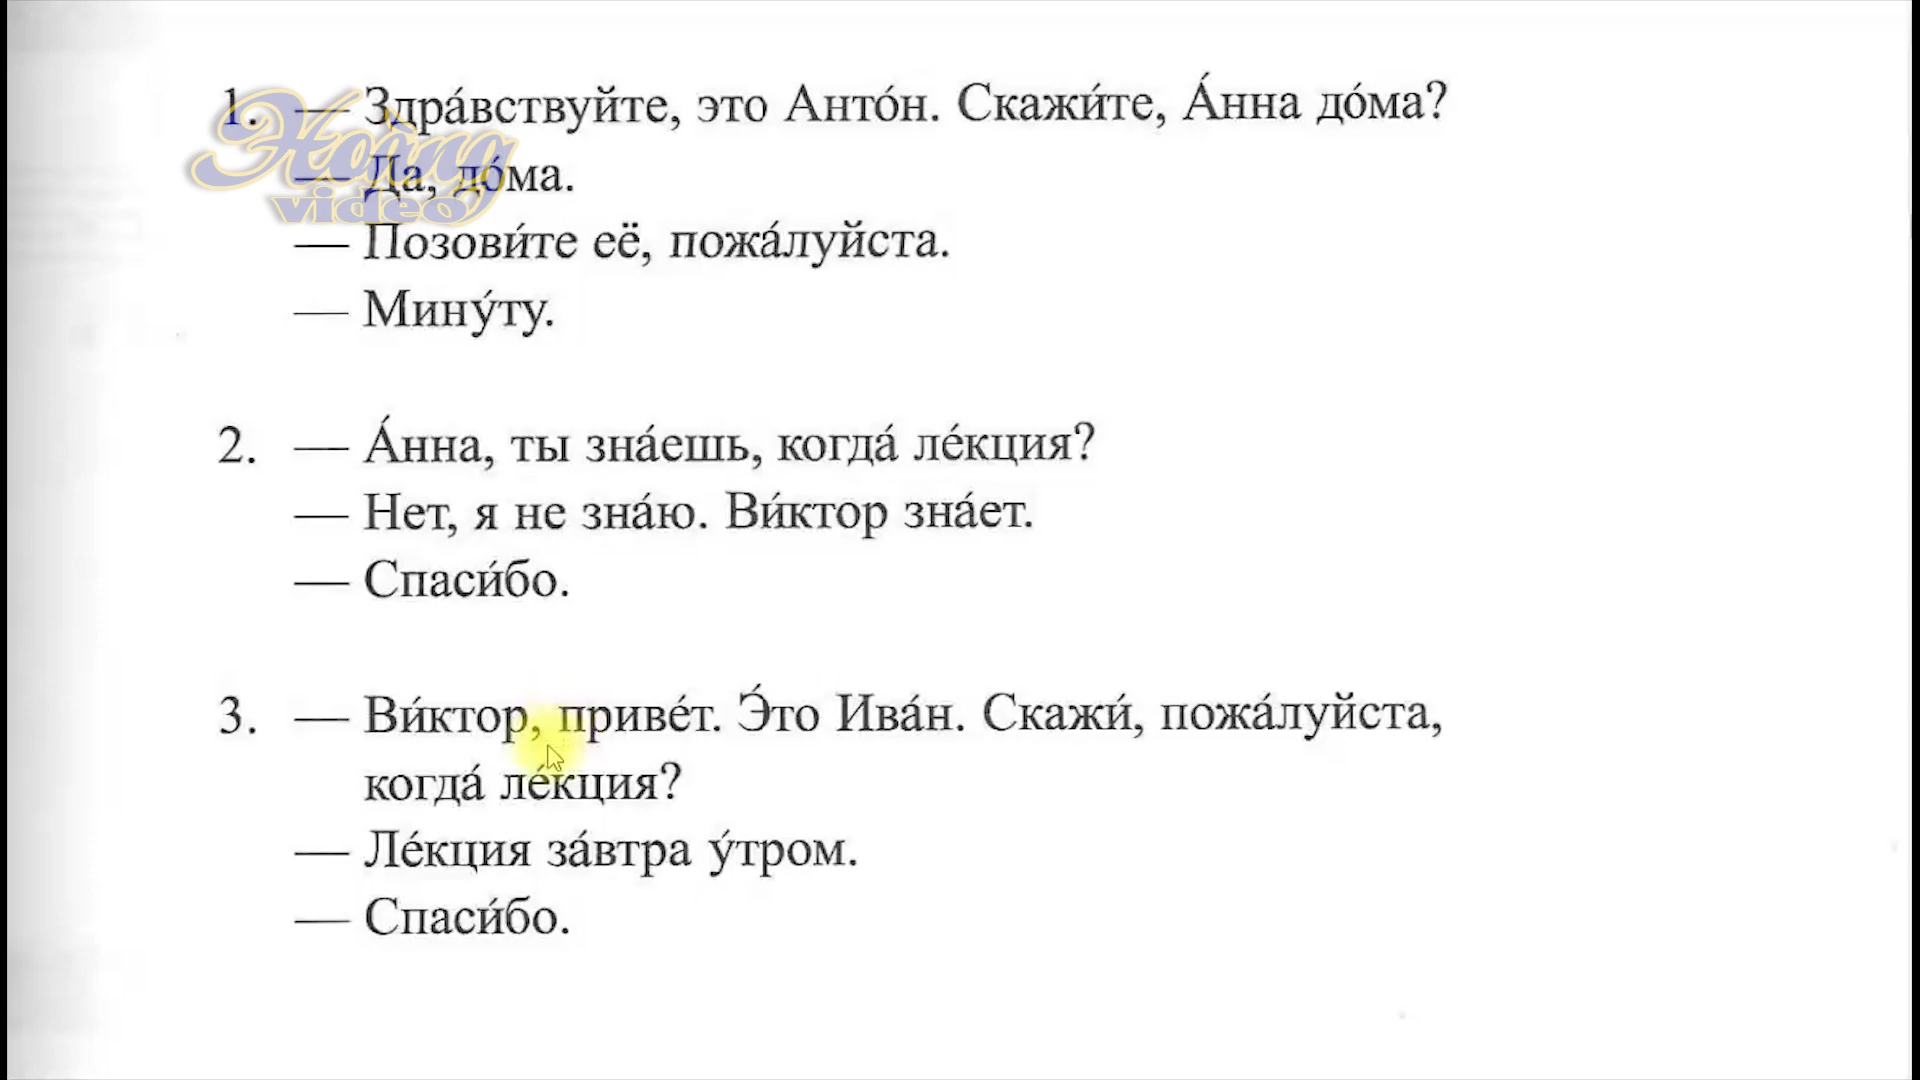 Hoàng
video
1. — Здра́вствуйте, это Анто́н. Скажи́те, А́нна до́ма?
— Да, до́ма.
— Позови́те её, пожа́луйста.
— Мину́ту.
2. — А́нна, ты зна́ешь, когда́ ле́кция?
— Нет, я не зна́ю. Ви́ктор зна́ет.
— Спаси́бо.
3. — Ви́ктор, приве́т. Э́то Ива́н. Скажи́, пожа́луйста,
когда́ ле́кция?
— Ле́кция за́втра у́тром.
— Спаси́бо.